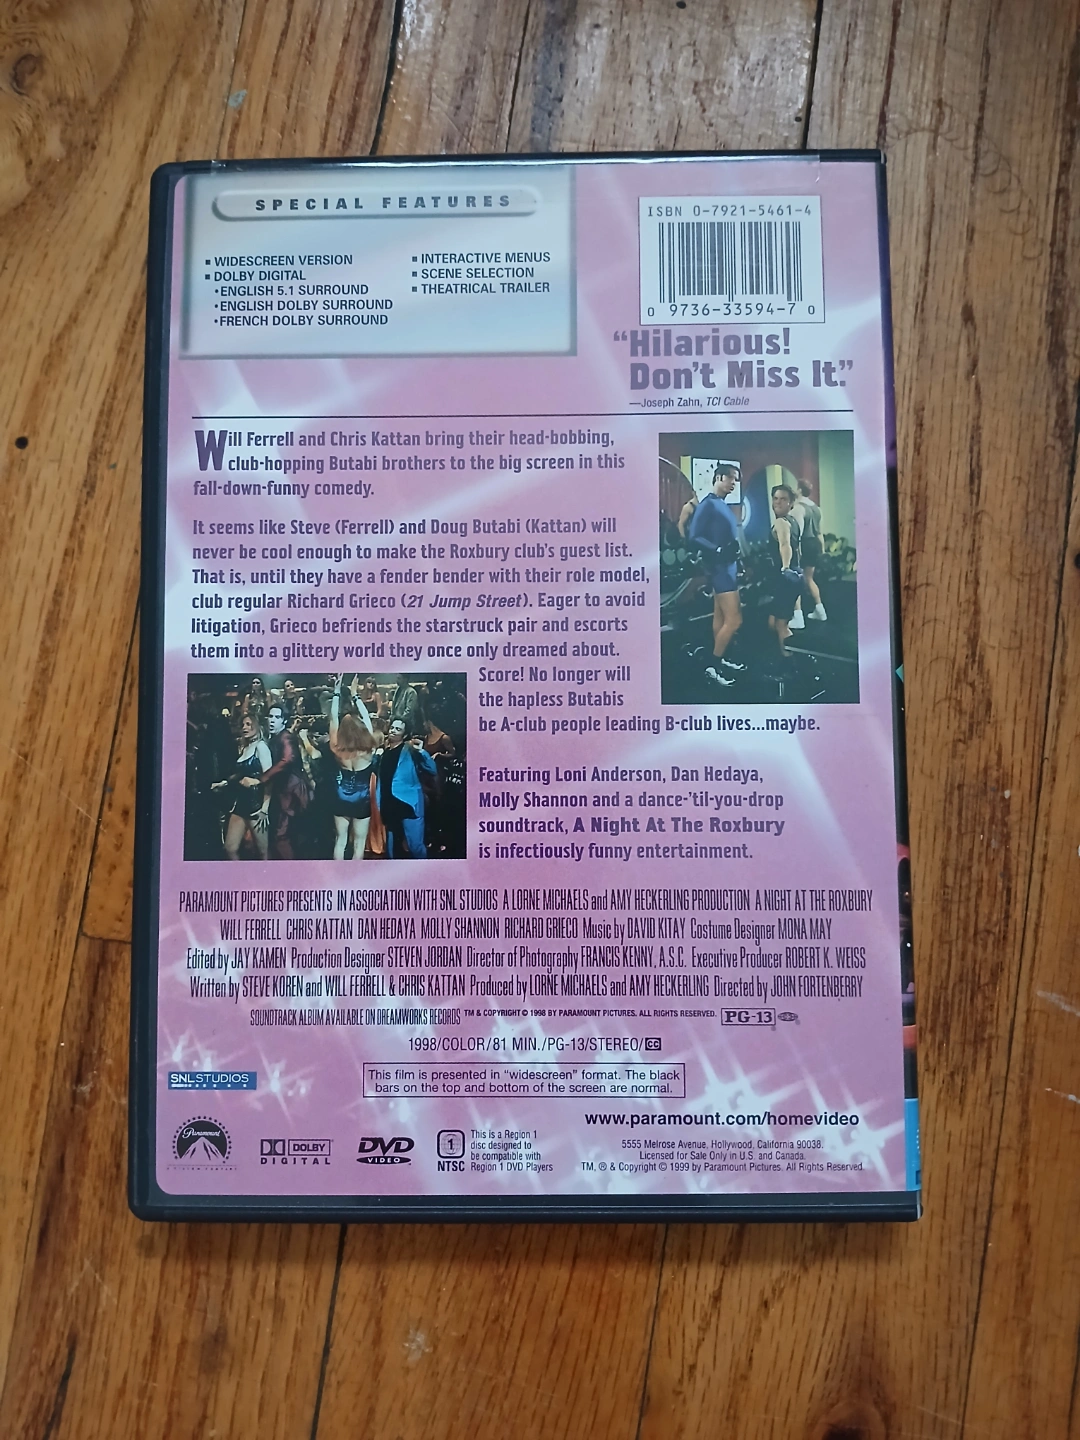 SPECIAL FEATURES
▪ WIDESCREEN VERSION
▪ DOLBY DIGITAL
•ENGLISH 5.1 SURROUND
•ENGLISH DOLBY SURROUND
•FRENCH DOLBY SURROUND
▪ INTERACTIVE MENUS
▪ SCENE SELECTION
▪ THEATRICAL TRAILER
ISBN 0-7921-5461-4
0 9736-33594-7 0
“Hilarious!
Don't Miss It.”
—Joseph Zahn, TCI Cable
Will Ferrell and Chris Kattan bring their head-bobbing,
club-hopping Butabi brothers to the big screen in this
fall-down-funny comedy.
It seems like Steve (Ferrell) and Doug Butabi (Kattan) will
never be cool enough to make the Roxbury club's guest list.
That is, until they have a fender bender with their role model,
club regular Richard Grieco (21 Jump Street). Eager to avoid
litigation, Grieco befriends the starstruck pair and escorts
them into a glittery world they once only dreamed about.
Score! No longer will
the hapless Butabis
be A-club people leading B-club lives...maybe.
Featuring Loni Anderson, Dan Hedaya,
Molly Shannon and a dance-'til-you-drop
soundtrack, A Night At The Roxbury
is infectiously funny entertainment.
PARAMOUNT PICTURES PRESENTS IN ASSOCIATION WITH SNL STUDIOS A LORNE MICHAELS and AMY HECKERLING PRODUCTION A NIGHT AT THE ROXBURY
WILL FERRELL CHRIS KATTAN DAN HEDAYA MOLLY SHANNON RICHARD GRIECO Music by DAVID KITAY Costume Designer MONA MAY
Edited by JAY KAMEN Production Designer STEVEN JORDAN Director of Photography FRANCIS KENNY, A.S.C. Executive Producer ROBERT K. WEISS
Written by STEVE KOREN and WILL FERRELL & CHRIS KATTAN Produced by LORNE MICHAELS and AMY HECKERLING Directed by JOHN FORTENBERRY
SOUNDTRACK ALBUM AVAILABLE ON DREAMWORKS RECORDS TM & COPYRIGHT © 1998 BY PARAMOUNT PICTURES. ALL RIGHTS RESERVED. PG-13
1998/COLOR/81 MIN./PG-13/STEREO/CC
This film is presented in “widescreen” format. The black
bars on the top and bottom of the screen are normal.
SNL STUDIOS
www.paramount.com/homevideo
Paramount
DOLBY
DIGITAL
DVD
VIDEO
1
NTSC
This is a Region 1
disc designed to
be compatible with
Region 1 DVD Players
5555 Melrose Avenue, Hollywood, California 90038.
Licensed for Sale Only in U.S. and Canada.
TM, ® & Copyright © 1999 by Paramount Pictures. All Rights Reserved.